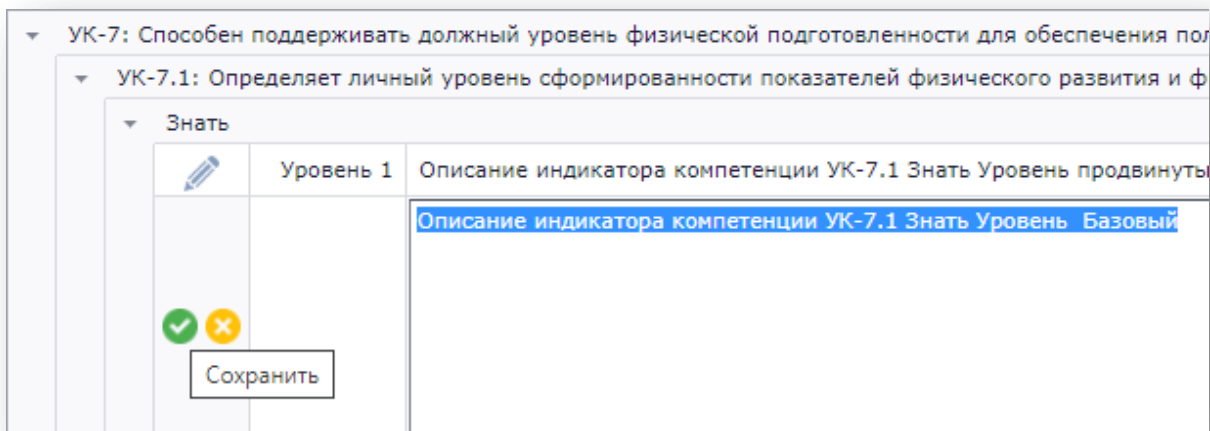 УК-7: Способен поддерживать должный уровень физической подготовленности для обеспечения
УК-7.1: Определяет личный уровень сформированности показателей физического развития и
Знать
Уровень 1 Описание индикатора компетенции УК-7.1 Знать Уровень продвинуты
Описание индикатора компетенции УК-7.1 Знать Уровень  Базовый
Сохранить